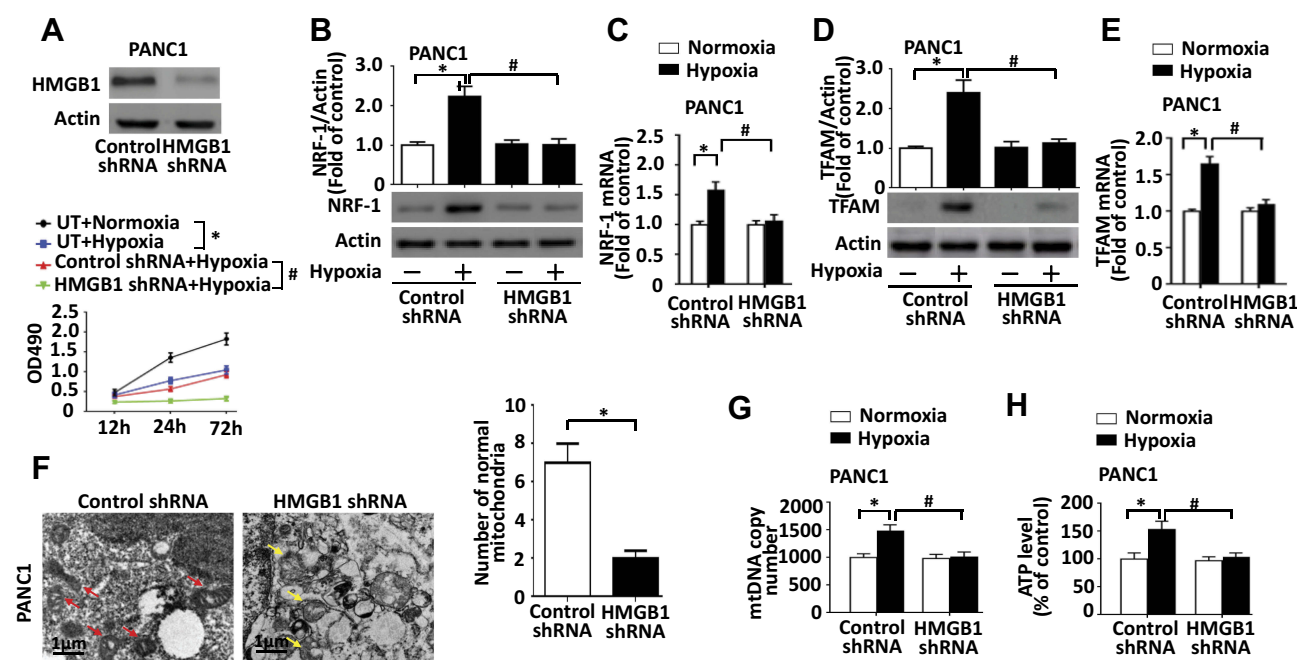 A
PANC1
HMGB1
Actin
Control HMGB1
shRNA shRNA
UT+Normoxia
UT+Hypoxia
*
Control shRNA+Hypoxia
HMGB1 shRNA+Hypoxia
#
OD490
2.5
2.0
1.5
1.0
0.5
0
12h 24h 72h
B
PANC1
NRF-1/Actin
(Fold of control)
3.0
2.0
1.0
0
* #
NRF-1
Actin
Hypoxia − + − +
Control HMGB1
shRNA shRNA
C
Normoxia
Hypoxia
PANC1
NRF-1 mRNA
(Fold of control)
2.5
2.0
1.5
1.0
0.5
0
* #
Control HMGB1
shRNA shRNA
D
PANC1
TFAM/Actin
(Fold of control)
3.0
2.0
1.0
0
* #
TFAM
Actin
Hypoxia − + − +
Control HMGB1
shRNA shRNA
E
Normoxia
Hypoxia
PANC1
TFAM mRNA
(Fold of control)
2.0
1.5
1.0
0
* #
Control HMGB1
shRNA shRNA
F
Control shRNA HMGB1 shRNA
PANC1
1μm 1μm
Number of normal
mitochondria
10
8
6
4
2
0
*
Control HMGB1
shRNA shRNA
G
Normoxia
Hypoxia
PANC1
mtDNA copy
number
2000
1500
1000
500
0
* #
Control HMGB1
shRNA shRNA
H
Normoxia
Hypoxia
PANC1
ATP level
(% of control)
200
150
100
50
0
* #
Control HMGB1
shRNA shRNA